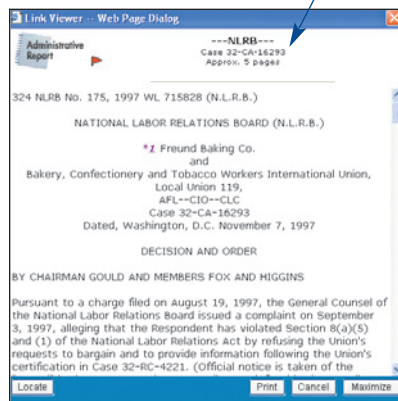 Link Viewer -- Web Page Dialog
Administrative
Report
---NLRB---
Case 32-CA-16293
Approx. 5 pages
324 NLRB No. 175, 1997 WL 715828 (N.L.R.B.)
NATIONAL LABOR RELATIONS BOARD (N.L.R.B.)
*1 Freund Baking Co.
and
Bakery, Confectionery and Tobacco Workers International Union,
Local Union 119,
AFL--CIO--CLC
Case 32-CA-16293
Dated, Washington, D.C. November 7, 1997
DECISION AND ORDER
BY CHAIRMAN GOULD AND MEMBERS FOX AND HIGGINS
Pursuant to a charge filed on August 19, 1997, the General Counsel of
the National Labor Relations Board issued a complaint on September
3, 1997, alleging that the Respondent has violated Section 8(a)(5)
and (1) of the National Labor Relations Act by refusing the Union's
requests to bargain and to provide information following the Union's
certification in Case 32-RC-4221. (Official notice is taken of the
Locate Print Cancel Maximize